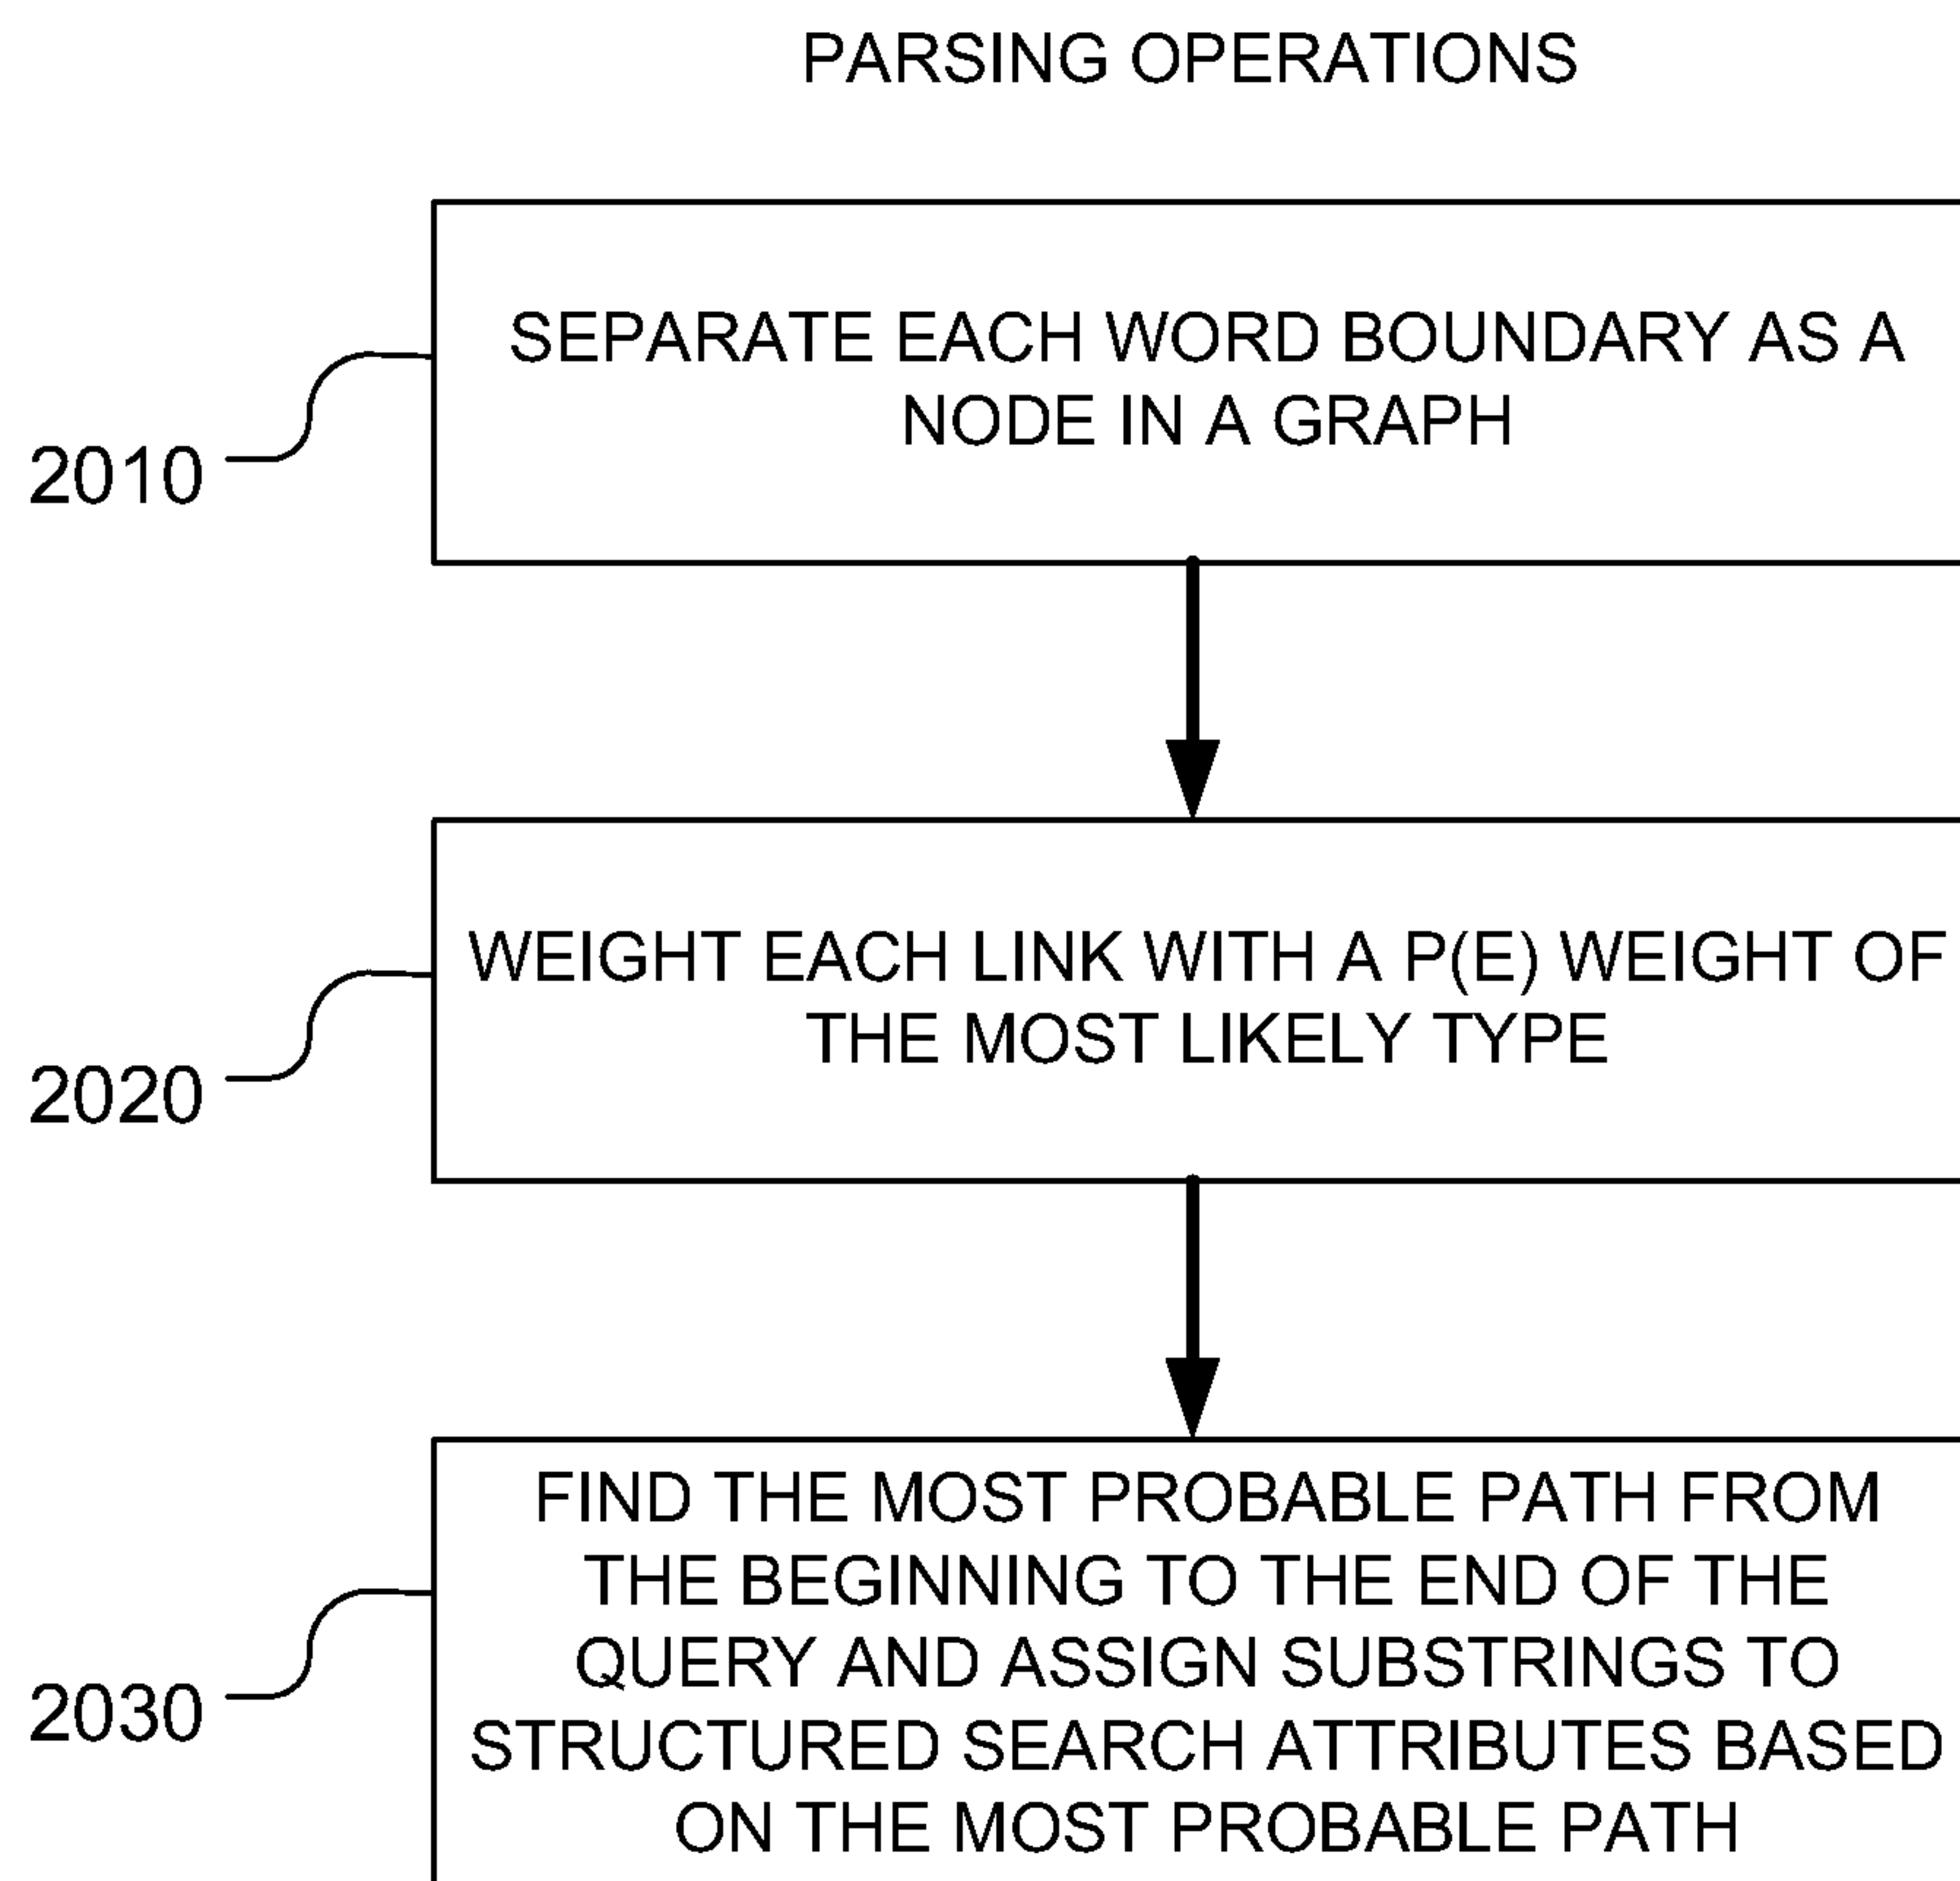 PARSING OPERATIONS
SEPARATE EACH WORD BOUNDARY AS A
NODE IN A GRAPH
2010
WEIGHT EACH LINK WITH A P(E) WEIGHT OF
THE MOST LIKELY TYPE
2020
FIND THE MOST PROBABLE PATH FROM
THE BEGINNING TO THE END OF THE
QUERY AND ASSIGN SUBSTRINGS TO
STRUCTURED SEARCH ATTRIBUTES BASED
ON THE MOST PROBABLE PATH
2030